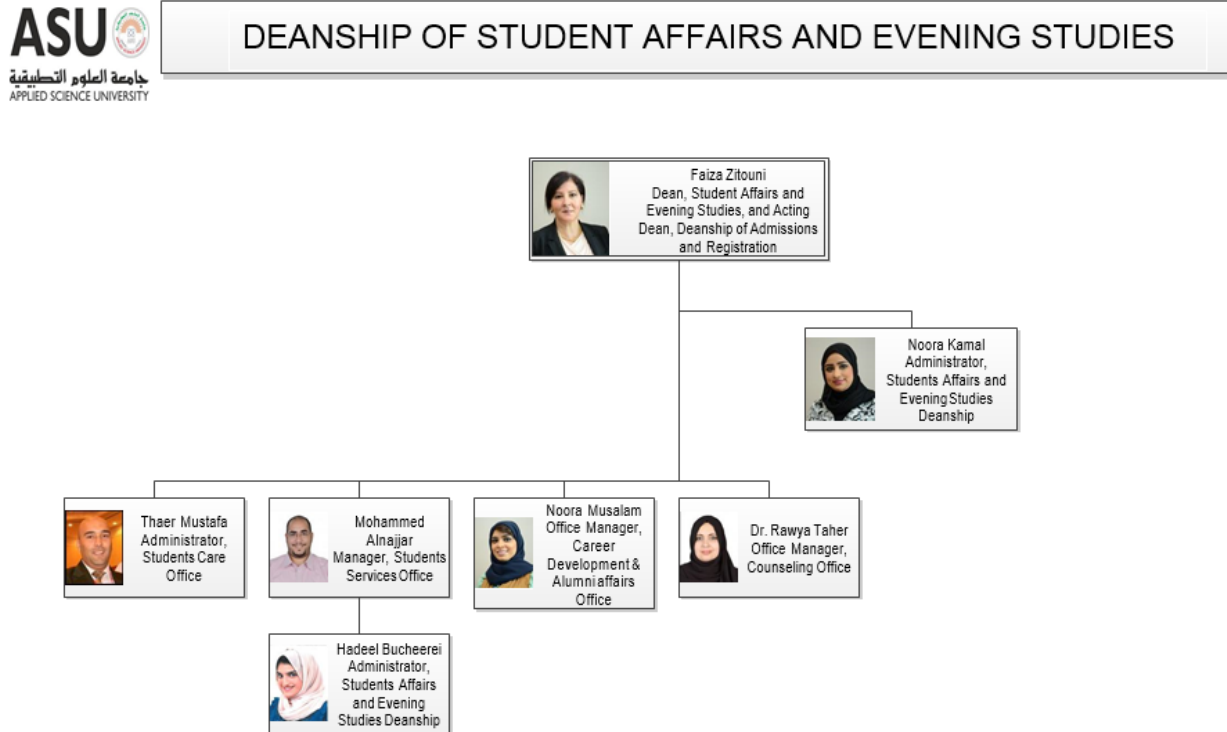 ASU
جامعة العلوم التطبيقية
APPLIED SCIENCE UNIVERSITY
DEANSHIP OF STUDENT AFFAIRS AND EVENING STUDIES
Faiza Zitouni
Dean, Student Affairs and
Evening Studies, and Acting
Dean, Deanship of Admissions
and Registration
Noora Kamal
Administrator,
Students Affairs and
Evening Studies
Deanship
Thaer Mustafa
Administrator,
Students Care
Office
Mohammed
Alnajjar
Manager, Students
Services Office
Noora Musalam
Office Manager,
Career
Development &
Alumni affairs
Office
Dr. Rawya Taher
Office Manager,
Counseling Office
Hadeel Bucheerei
Administrator,
Students Affairs
and Evening
Studies Deanship